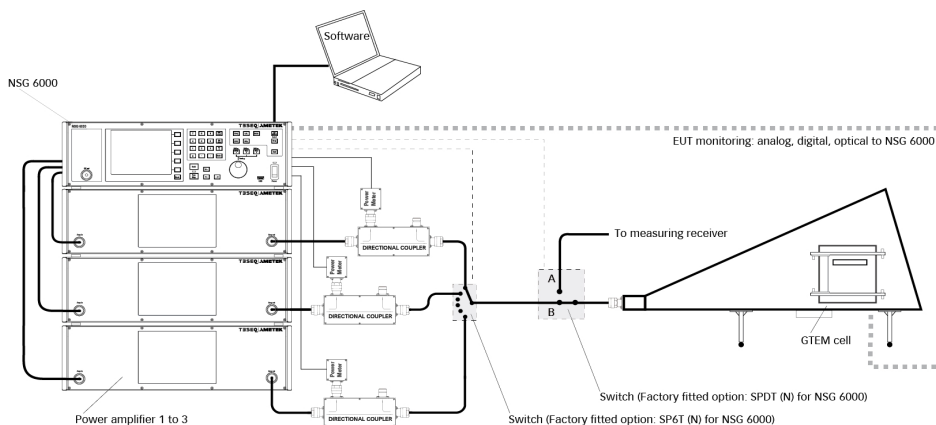 Software
NSG 6000
TESEQ AMETEK
EUT monitoring: analog, digital, optical to NSG 6000
Power Meter
TESEQ AMETEK
DIRECTIONAL COUPLER
To measuring receiver
TESEQ AMETEK
Power Meter
A
B
DIRECTIONAL COUPLER
TESEQ AMETEK
GTEM cell
Power Meter
Switch (Factory fitted option: SPDT (N) for NSG 6000)
DIRECTIONAL COUPLER
Power amplifier 1 to 3
Switch (Factory fitted option: SP6T (N) for NSG 6000)